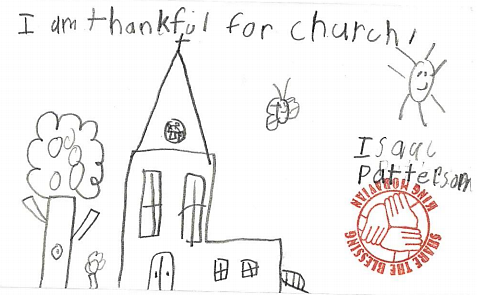 I am thankful for church!
Isaac
Patterson
KING MORAVIAN
SHARE THE BLESSING